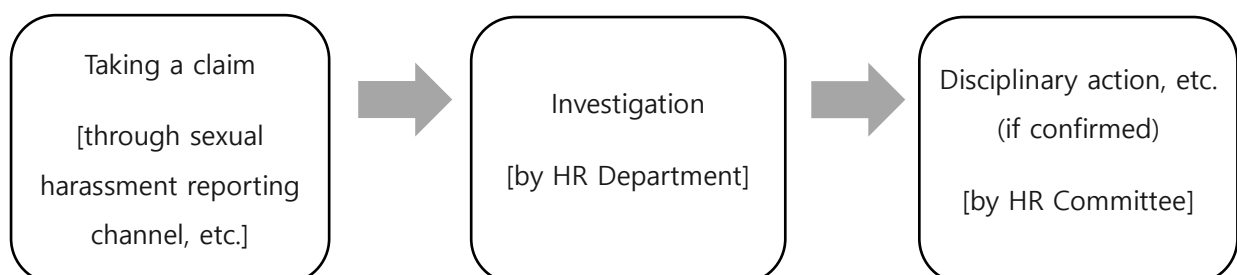 Taking a claim
[through sexual
harassment reporting
channel, etc.]
Investigation
[by HR Department]
Disciplinary action, etc.
(if confirmed)
[by HR Committee]